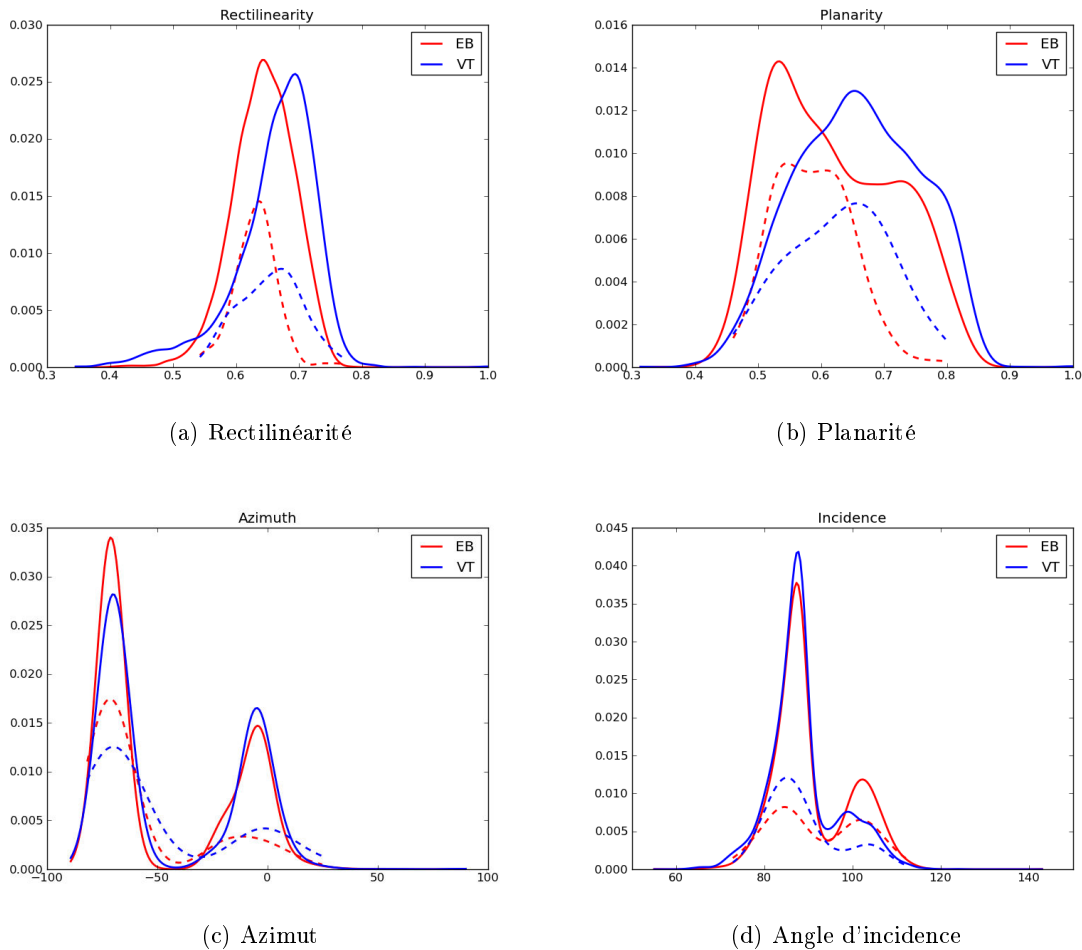 Rectilinearity
0.030
0.025
0.020
0.015
0.010
0.005
0.000
0.3 0.4 0.5 0.6 0.7 0.8 0.9 1.0
EB
VT
(a) Rectilinéarité
Planarity
0.016
0.014
0.012
0.010
0.008
0.006
0.004
0.002
0.000
0.3 0.4 0.5 0.6 0.7 0.8 0.9 1.0
EB
VT
(b) Planarité
Azimuth
0.035
0.030
0.025
0.020
0.015
0.010
0.005
0.000
−100 −50 0 50 100
EB
VT
(c) Azimut
Incidence
0.045
0.040
0.035
0.030
0.025
0.020
0.015
0.010
0.005
0.000
60 80 100 120 140
EB
VT
(d) Angle d'incidence